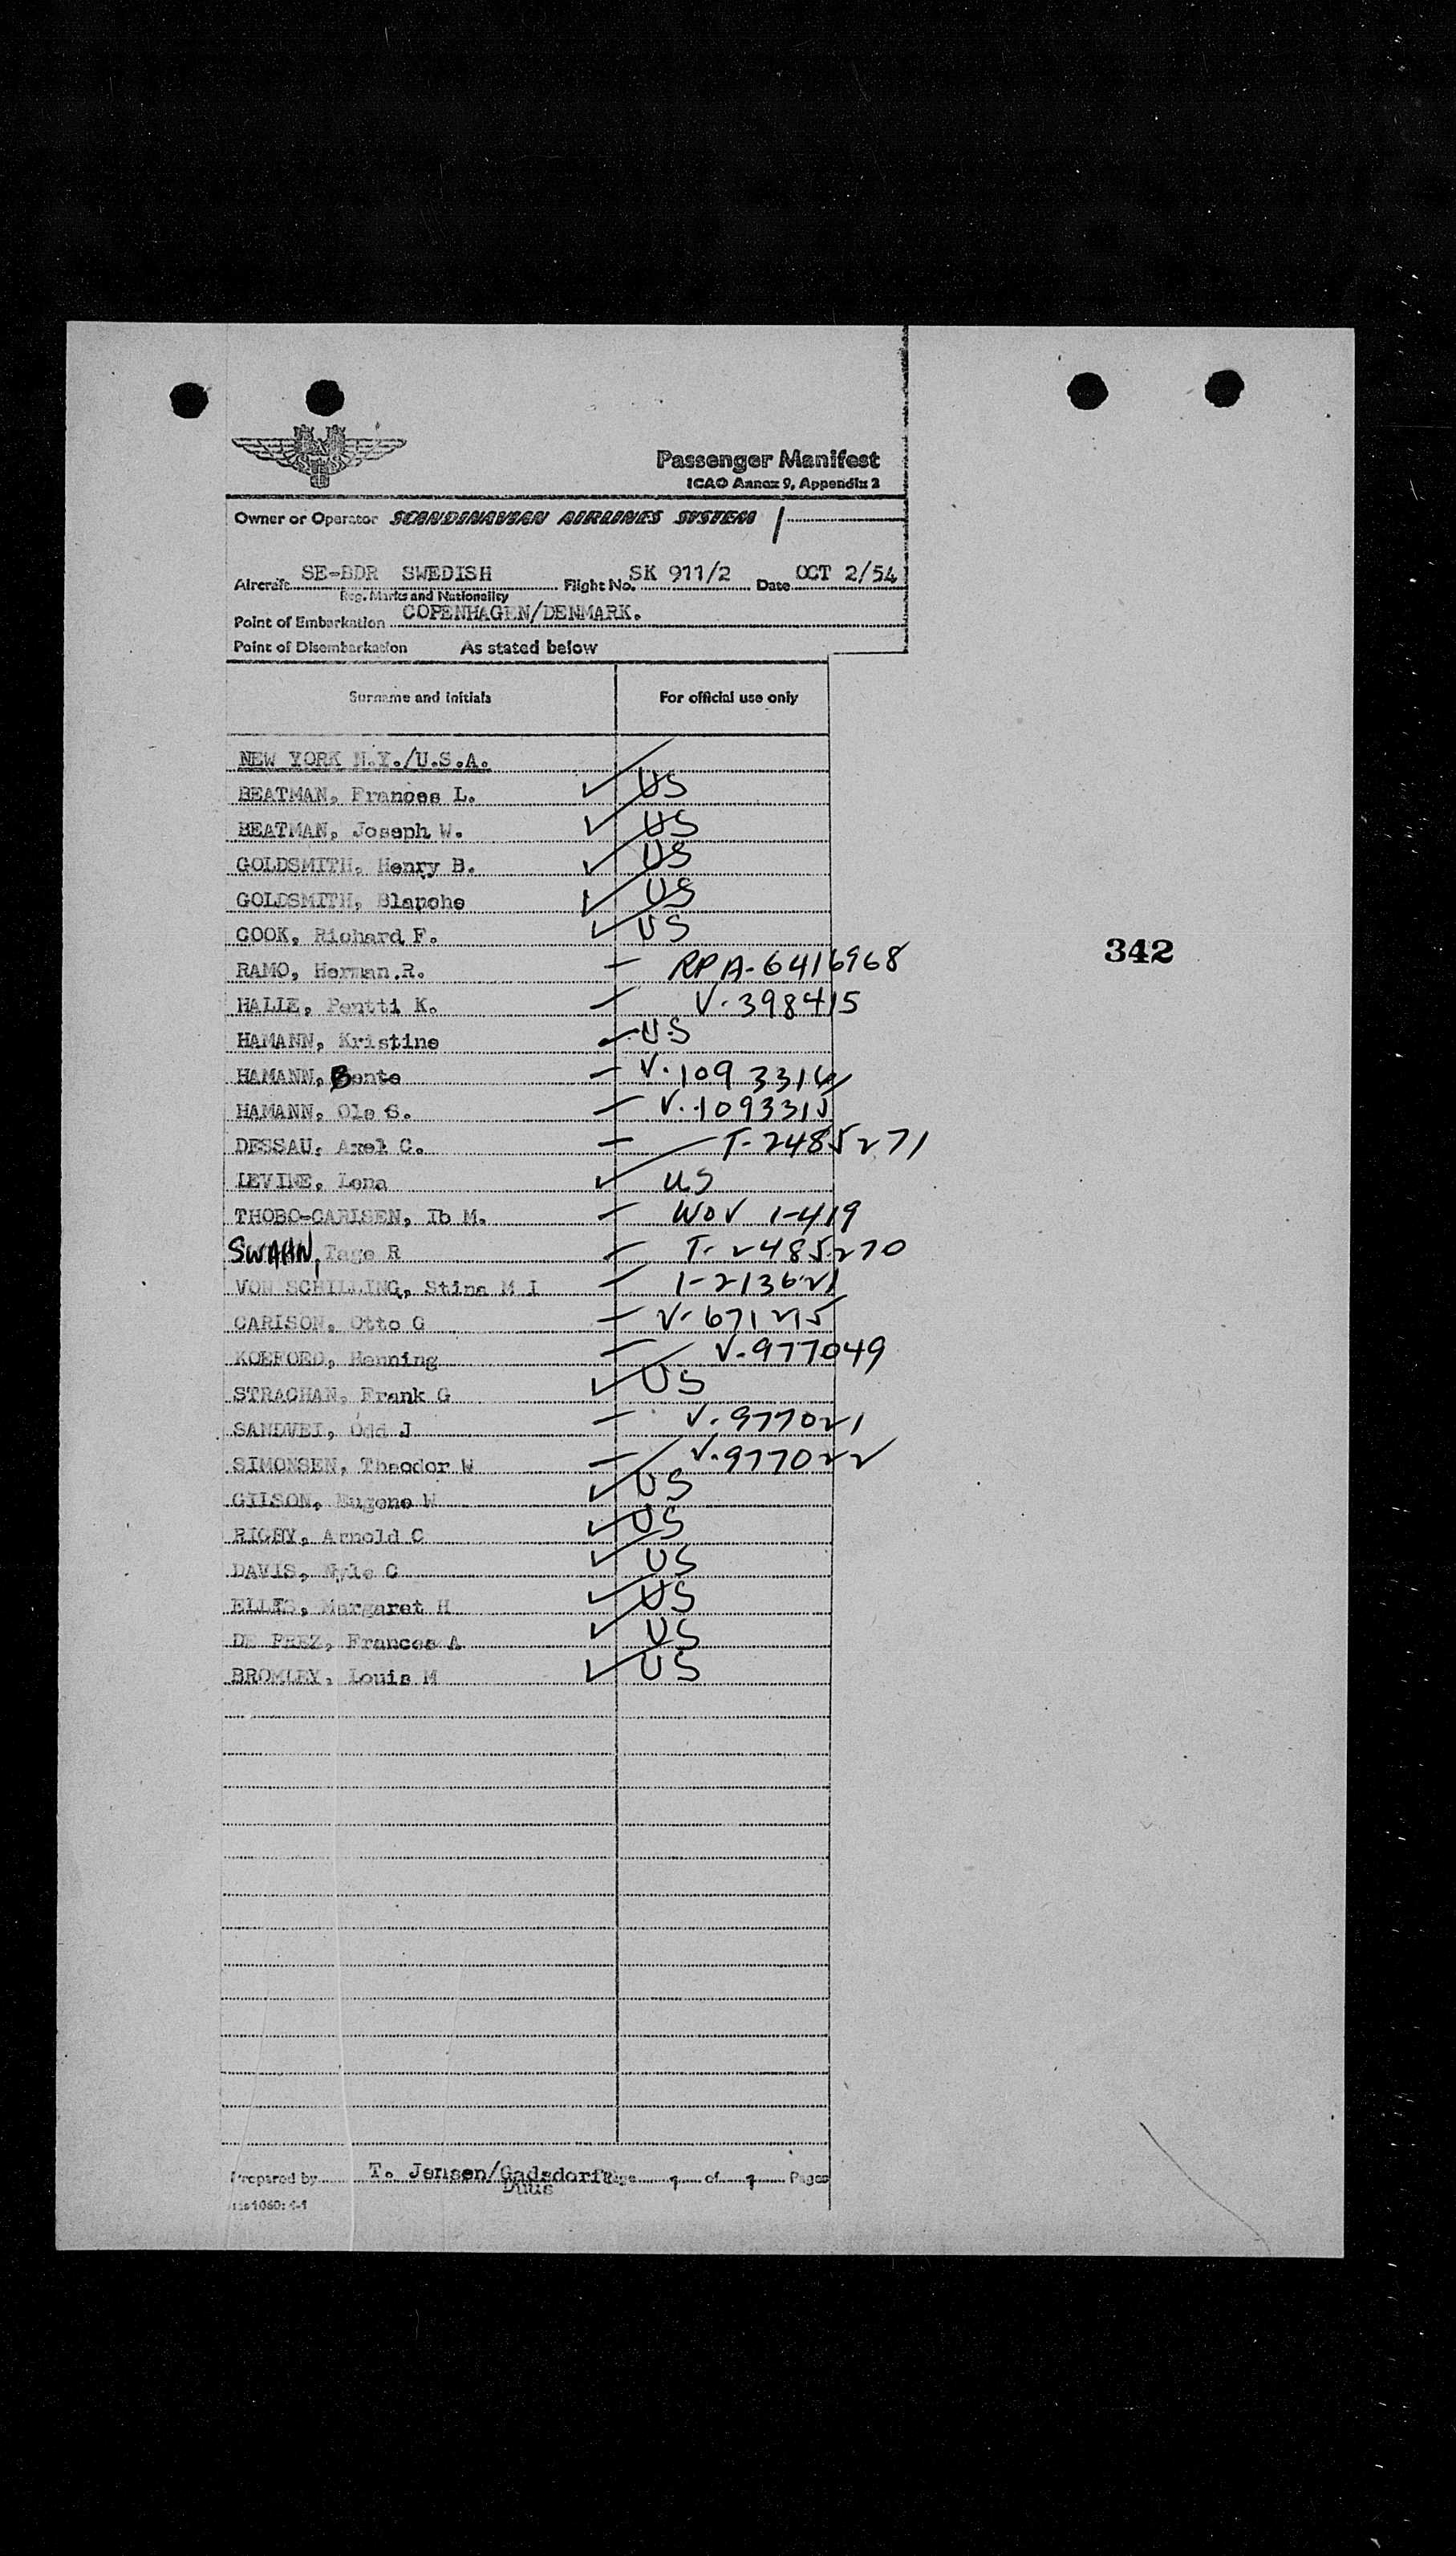 Passenger Manifest
ICAO Annex 9, Appendix 2
Owner or Operator SCANDINAVIAN AIRLINES SYSTEM /
Aircraft SE-BDR SWEDISH Flight No. SK 911/2 Date OCT 2/54
Reg. Marks and Nationality
Point of Embarkation COPENHAGEN/DENMARK.
Point of Disembarkation As stated below
Surname and initials For official use only
NEW YORK N.Y./U.S.A.
BEATMAN, Frances L. ✓ US
BEATMAN, Joseph W. ✓ US
GOLDSMITH, Henry B. ✓ US
GOLDSMITH, Blanche ✓ US
COOK, Richard F. ✓ US
342
RAMO, Herman.R. - RPA-6416968
HALLE, Pentti K. - V-398415
HAMANN, Kristine US
HAMANN, Bente - V-1093316
HAMANN, Ole S. - V-1093315
DESSAU, Axel C. - T-2485271
LEVINE, Lena ✓ US
THOBO-CARLSEN, Ib M. - WOV 1-419
SWAHN, Tage R - T-2485270
VON SCHILLING, Stina M I - 1-213621
CARLSON, Otto G - V-671215
KOEFOED, Henning - V-977049
STRACHAN, Frank G ✓ US
SANDVEI, Odd J - V-977021
SIMONSEN, Theodor W - V-977022
GILSON, Eugene W ✓ US
RIGBY, Arnold C ✓ US
DAVIS, C ✓ US
Margaret H ✓ US
DE PREZ, Frances A ✓ US
BROMLEY, Louis M ✓ US
Prepared by T. Jensen/Gadsdorf Page 1 of 1 Pages
Duus
1060: 4-1